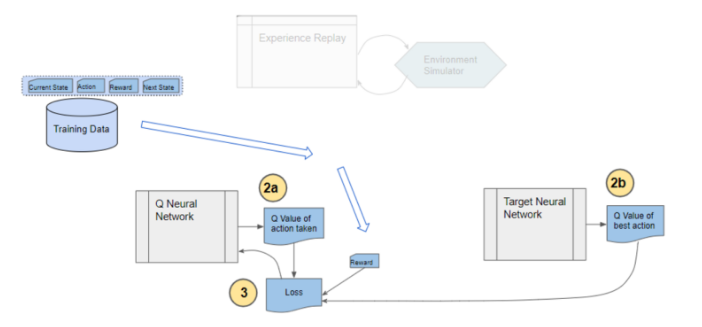 Experience Replay
Environment
Simulator
Current State
Action
Reward
Next State
Training Data
2a
2b
Q Neural
Network
Q Value of
action taken
Target Neural
Network
Q Value of
best action
Reward
3
Loss